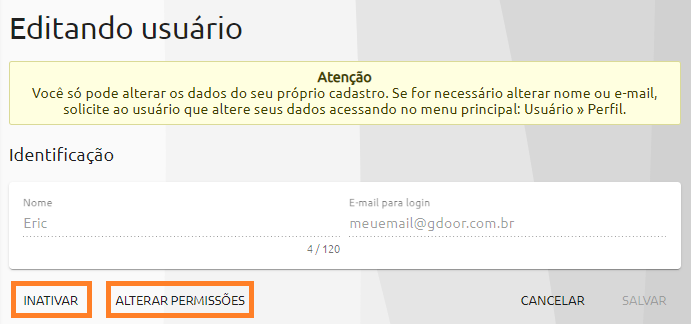 Editando usuário
Atenção
Você só pode alterar os dados do seu próprio cadastro. Se for necessário alterar nome ou e-mail,
solicite ao usuário que altere seus dados acessando no menu principal: Usuário » Perfil.
Identificação
Nome
E-mail para login
Eric
meuemail@gdoor.com.br
4 / 120
INATIVAR
ALTERAR PERMISSÕES
CANCELAR
SALVAR